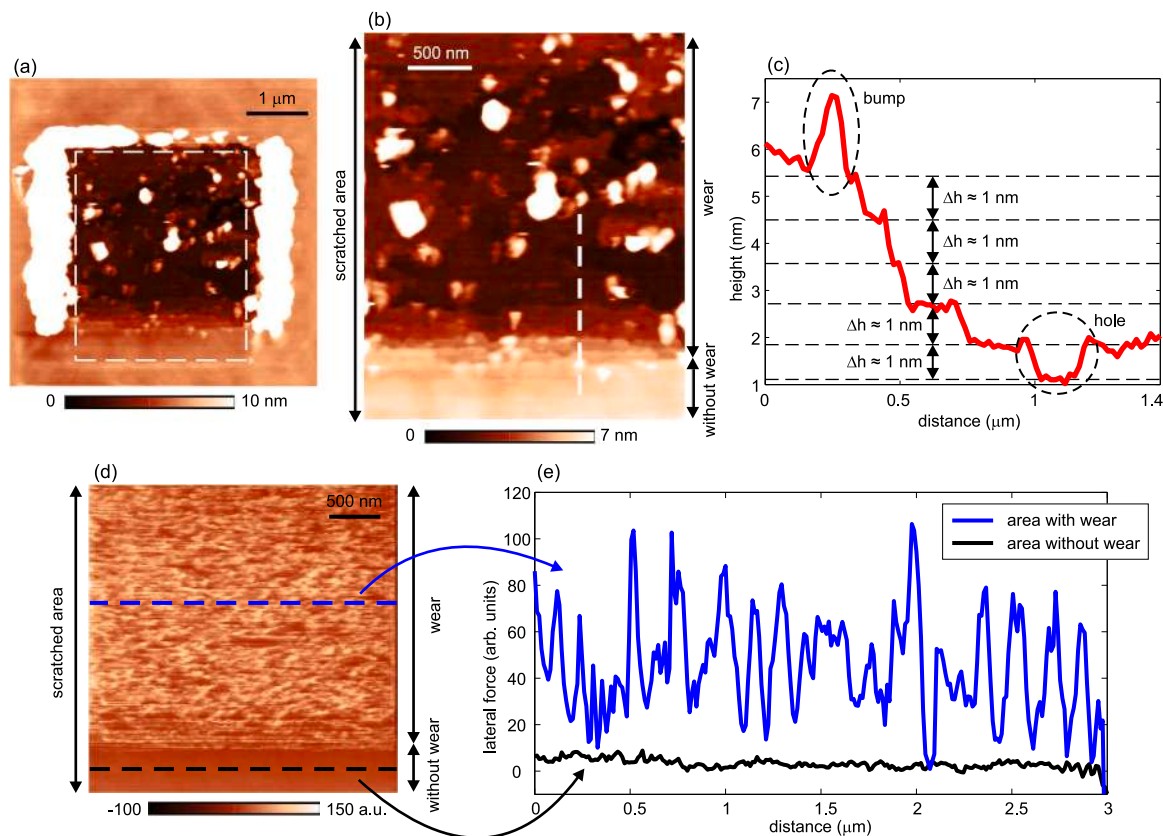 (a)
1 μm
0
10 nm
(b)
500 nm
scratched area
wear
without wear
0
7 nm
(c)
bump
hole
Δh ≈ 1 nm
Δh ≈ 1 nm
Δh ≈ 1 nm
Δh ≈ 1 nm
Δh ≈ 1 nm
7
6
5
4
3
2
1
height (nm)
0
0.5
1
1.4
distance (μm)
(d)
500 nm
scratched area
wear
without wear
-100
150 a.u.
(e)
120
100
80
60
40
20
0
lateral force (arb. units)
area with wear
area without wear
0
0.5
1
1.5
2
2.5
3
distance (μm)